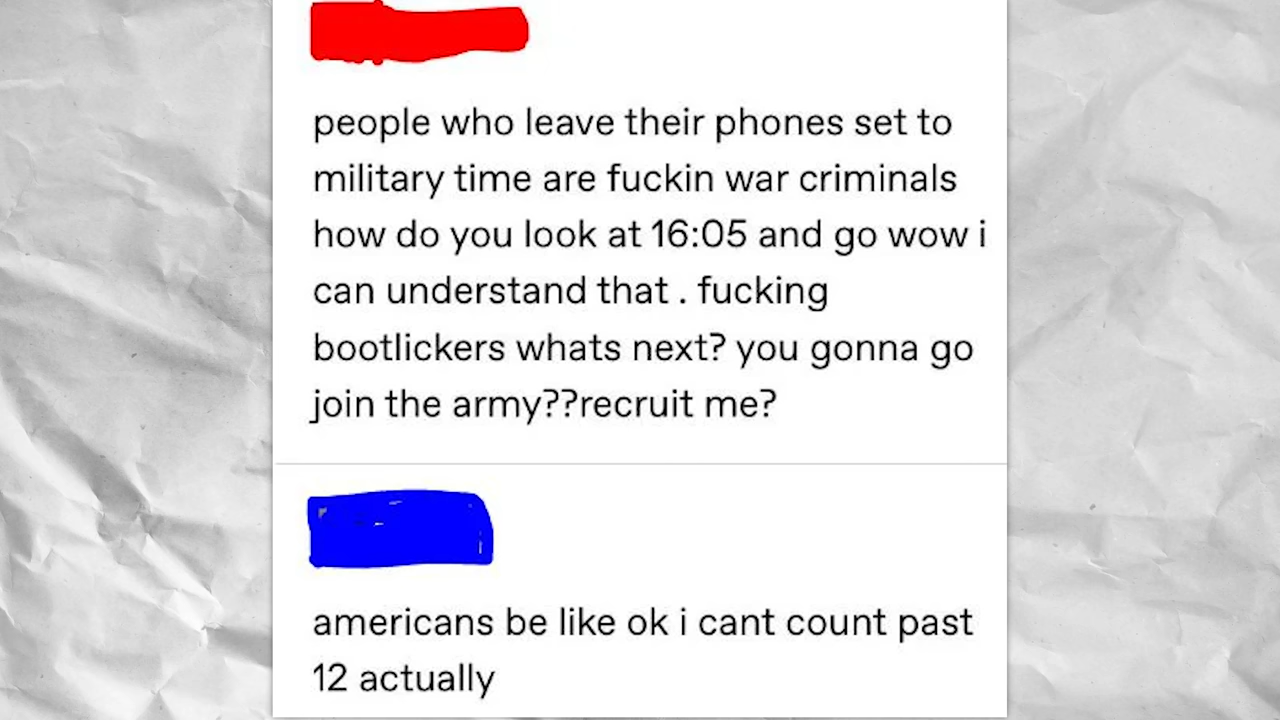 people who leave their phones set to
military time are fuckin war criminals
how do you look at 16:05 and go wow i
can understand that . fucking
bootlickers whats next? you gonna go
join the army??recruit me?
americans be like ok i cant count past
12 actually